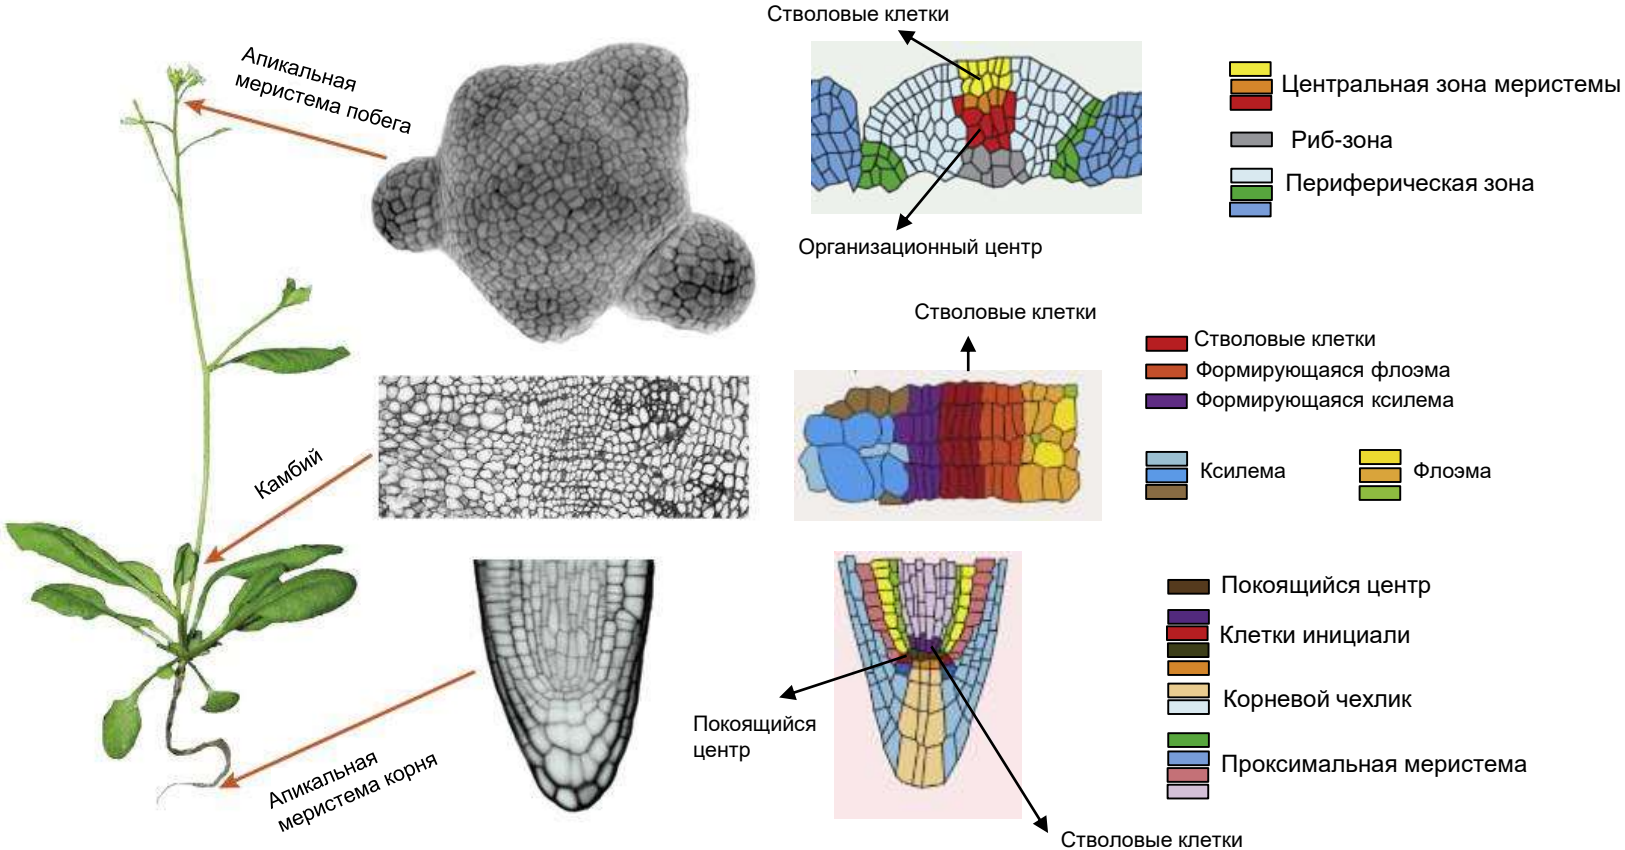 Стволовые клетки
Апикальная
меристема побега
Центральная зона меристемы
Риб-зона
Периферическая зона
Организационный центр
Стволовые клетки
Стволовые клетки
Формирующаяся флоэма
Формирующаяся ксилема
Камбий
Ксилема
Флоэма
Покоящийся центр
Клетки инициали
Корневой чехлик
Покоящийся
центр
Проксимальная меристема
Апикальная
меристема корня
Стволовые клетки